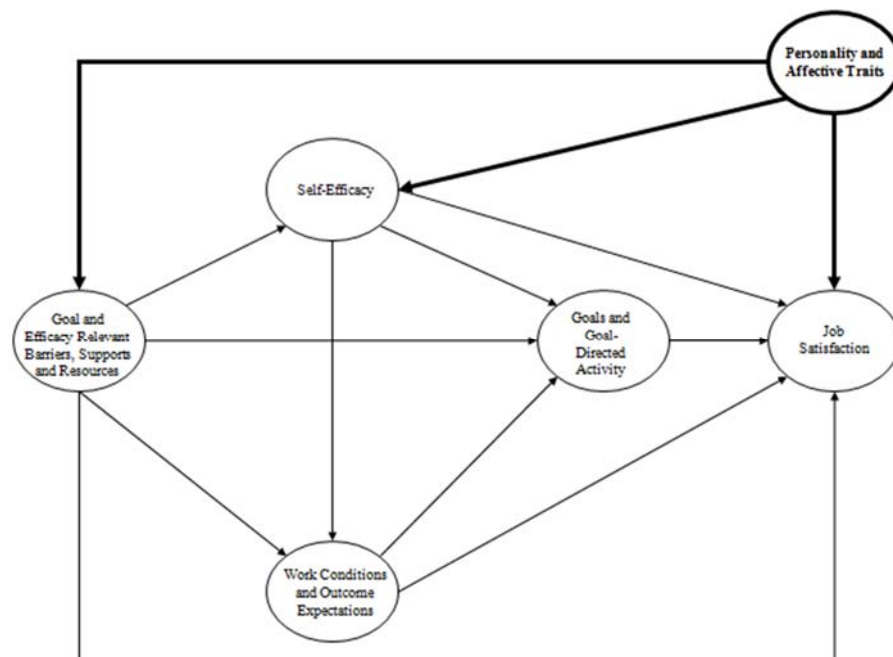 Personality and
Affective Traits
Self-Efficacy
Goal and
Efficacy Relevant
Barriers, Supports
and Resources
Goals and
Goal-
Directed
Activity
Job
Satisfaction
Work Conditions
and Outcome
Expectations